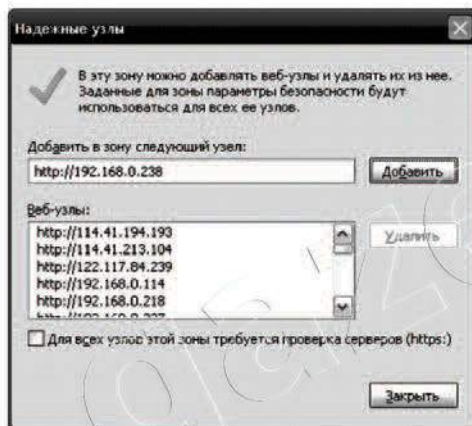 Надежные узлы
В эту зону можно добавлять веб-узлы и удалять их из нее.
Заданные для зоны параметры безопасности будут
использоваться для всех ее узлов.
Добавить в зону следующий узел:
http://192.168.0.238
Добавить
Веб-узлы:
http://114.41.194.193
Удалить
http://114.41.213.104
http://122.117.84.239
http://192.168.0.114
http://192.168.0.218
Для всех узлов этой зоны требуется проверка серверов (https:)
Закрыть